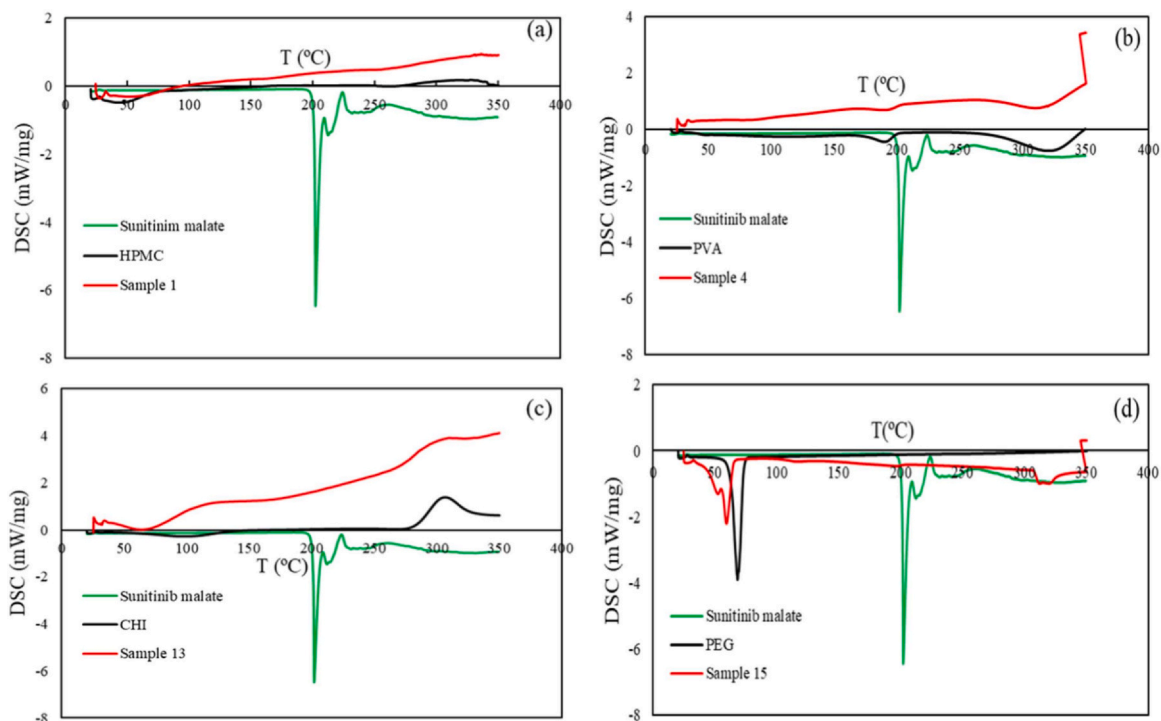 (a)
2
T (ºC)
0
0 50 100 150 200 250 300 350 400
-2
-4
-6
-8
DSC (mW/mg)
Sunitinim malate
HPMC
Sample 1
(b)
4
2
T (ºC)
0
0 50 100 150 200 250 300 350 400
-2
-4
-6
-8
DSC (mW/mg)
Sunitinib malate
PVA
Sample 4
(c)
6
4
2
0
0 50 100 150 200 250 300 350 400
T (ºC)
-2
-4
-6
-8
DSC (mW/mg)
Sunitinib malate
CHI
Sample 13
(d)
2
T(ºC)
0
0 50 100 150 200 250 300 350 400
-2
-4
-6
-8
DSC (mW/mg)
Sunitinib malate
PEG
Sample 15